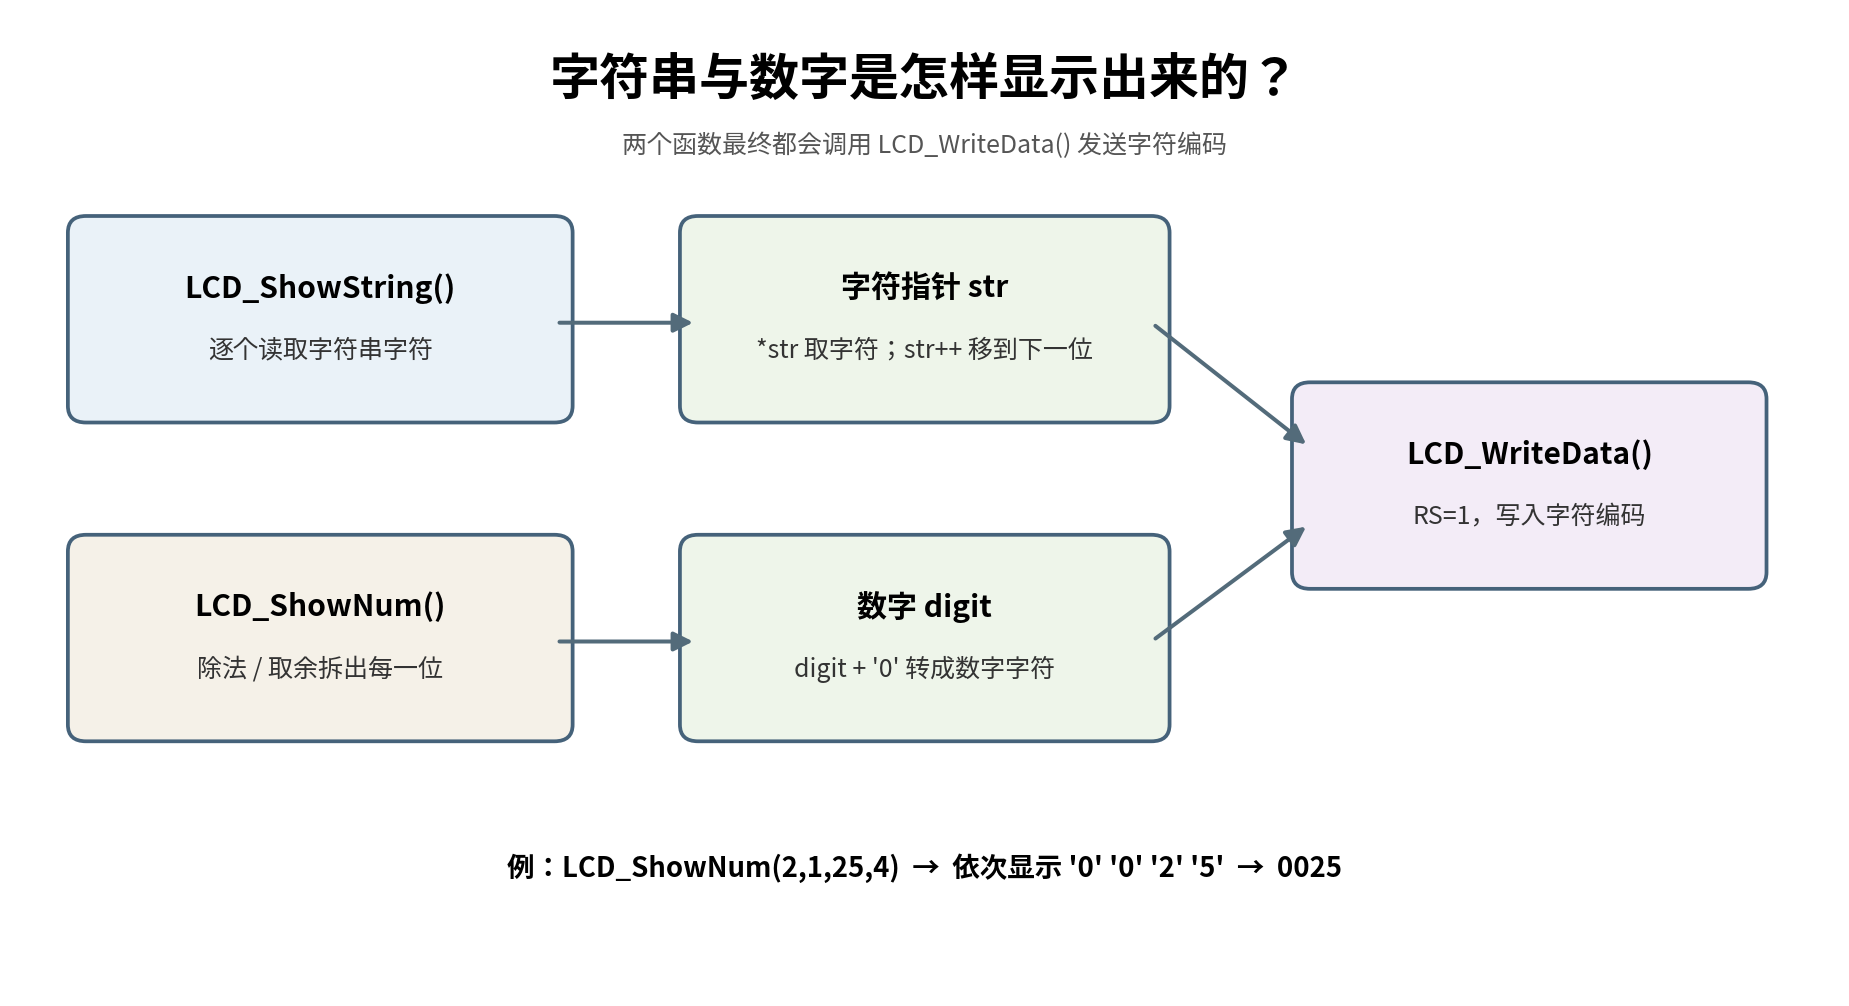 字符串与数字是怎样显示出来的？
两个函数最终都会调用 LCD_WriteData() 发送字符编码
LCD_ShowString()
逐个读取字符串字符
字符指针 str
*str 取字符；str++ 移到下一位
LCD_WriteData()
RS=1，写入字符编码
LCD_ShowNum()
除法 / 取余拆出每一位
数字 digit
digit + '0' 转成数字字符
例：LCD_ShowNum(2,1,25,4) → 依次显示 '0' '0' '2' '5' → 0025